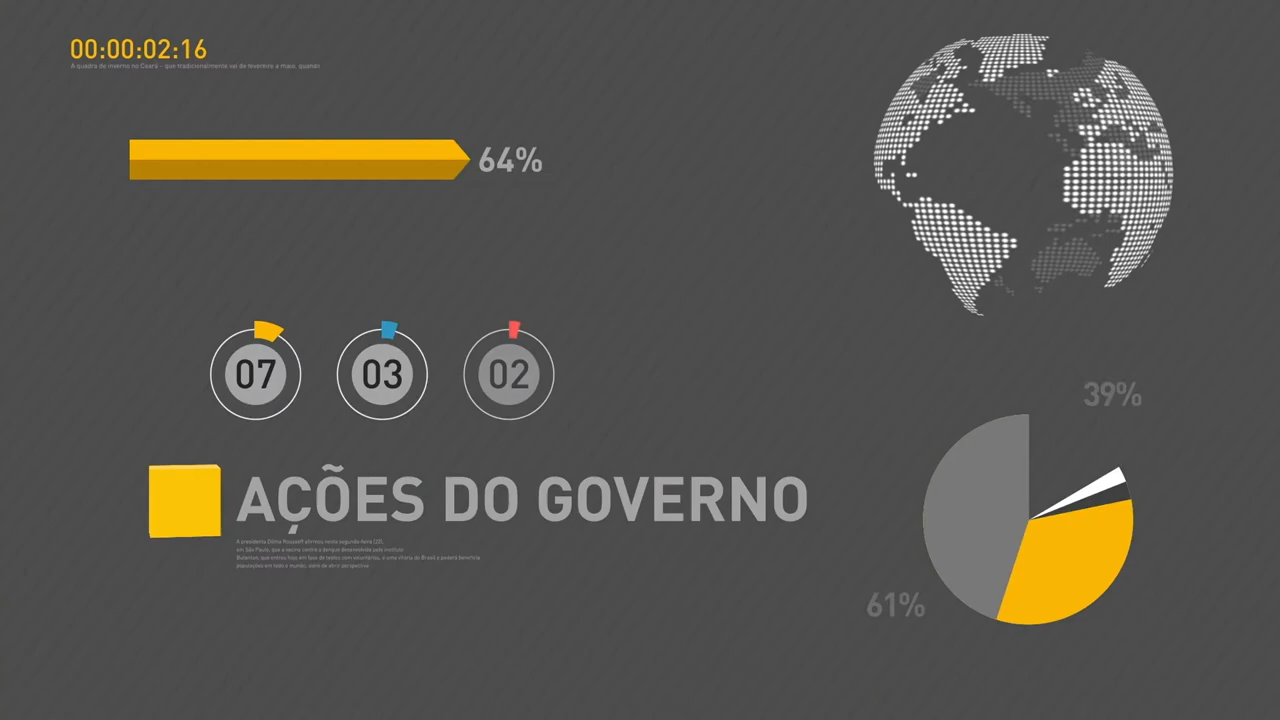 00:00:02:16
A quadra de inverno no Ceará – que tradicionalmente vai de fevereiro a maio, quando
64%
07
03
02
39%
AÇÕES DO GOVERNO
A presidenta Dilma Rousseff afirmou nesta segunda-feira (22),
em São Paulo, que a vacina contra a dengue desenvolvida pelo Instituto
Butantan, que entrou hoje em fase de testes com voluntários, é uma vitória do Brasil e poderá beneficiar
populações em todo o mundo, além de abrir perspectiva
61%